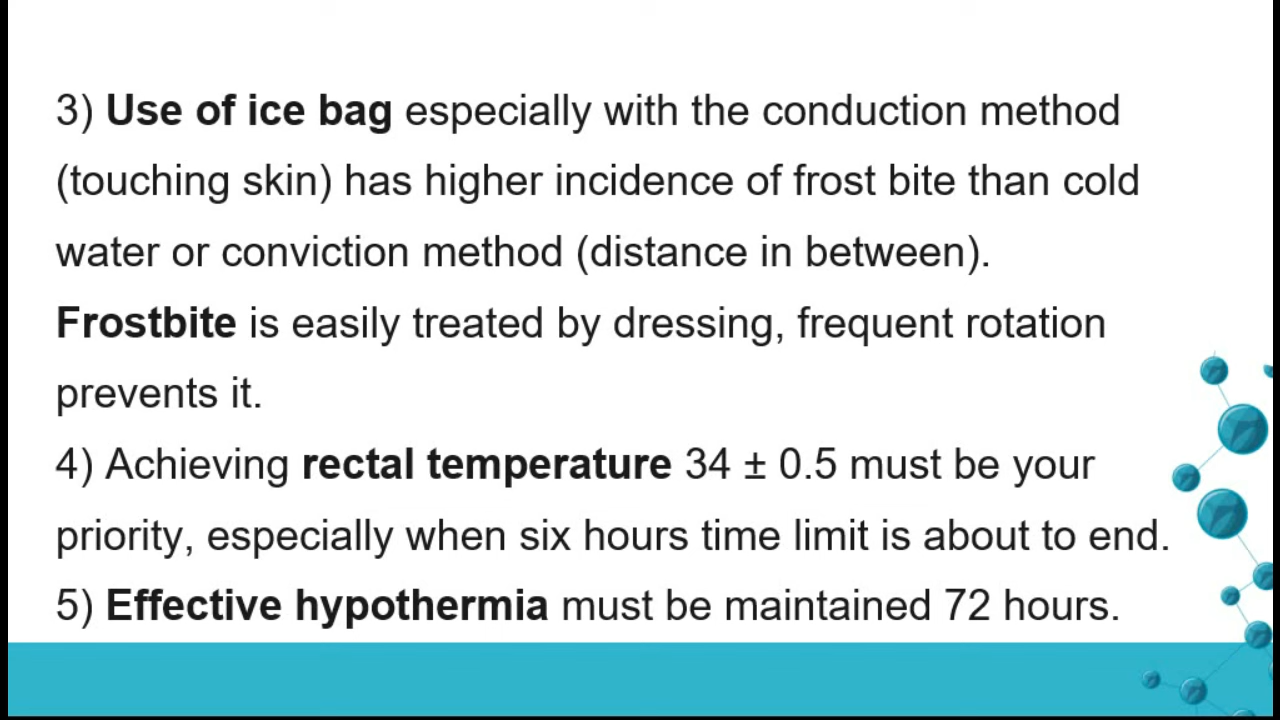 3) Use of ice bag especially with the conduction method
(touching skin) has higher incidence of frost bite than cold
water or conviction method (distance in between).
Frostbite is easily treated by dressing, frequent rotation
prevents it.
4) Achieving rectal temperature 34 ± 0.5 must be your
priority, especially when six hours time limit is about to end.
5) Effective hypothermia must be maintained 72 hours.